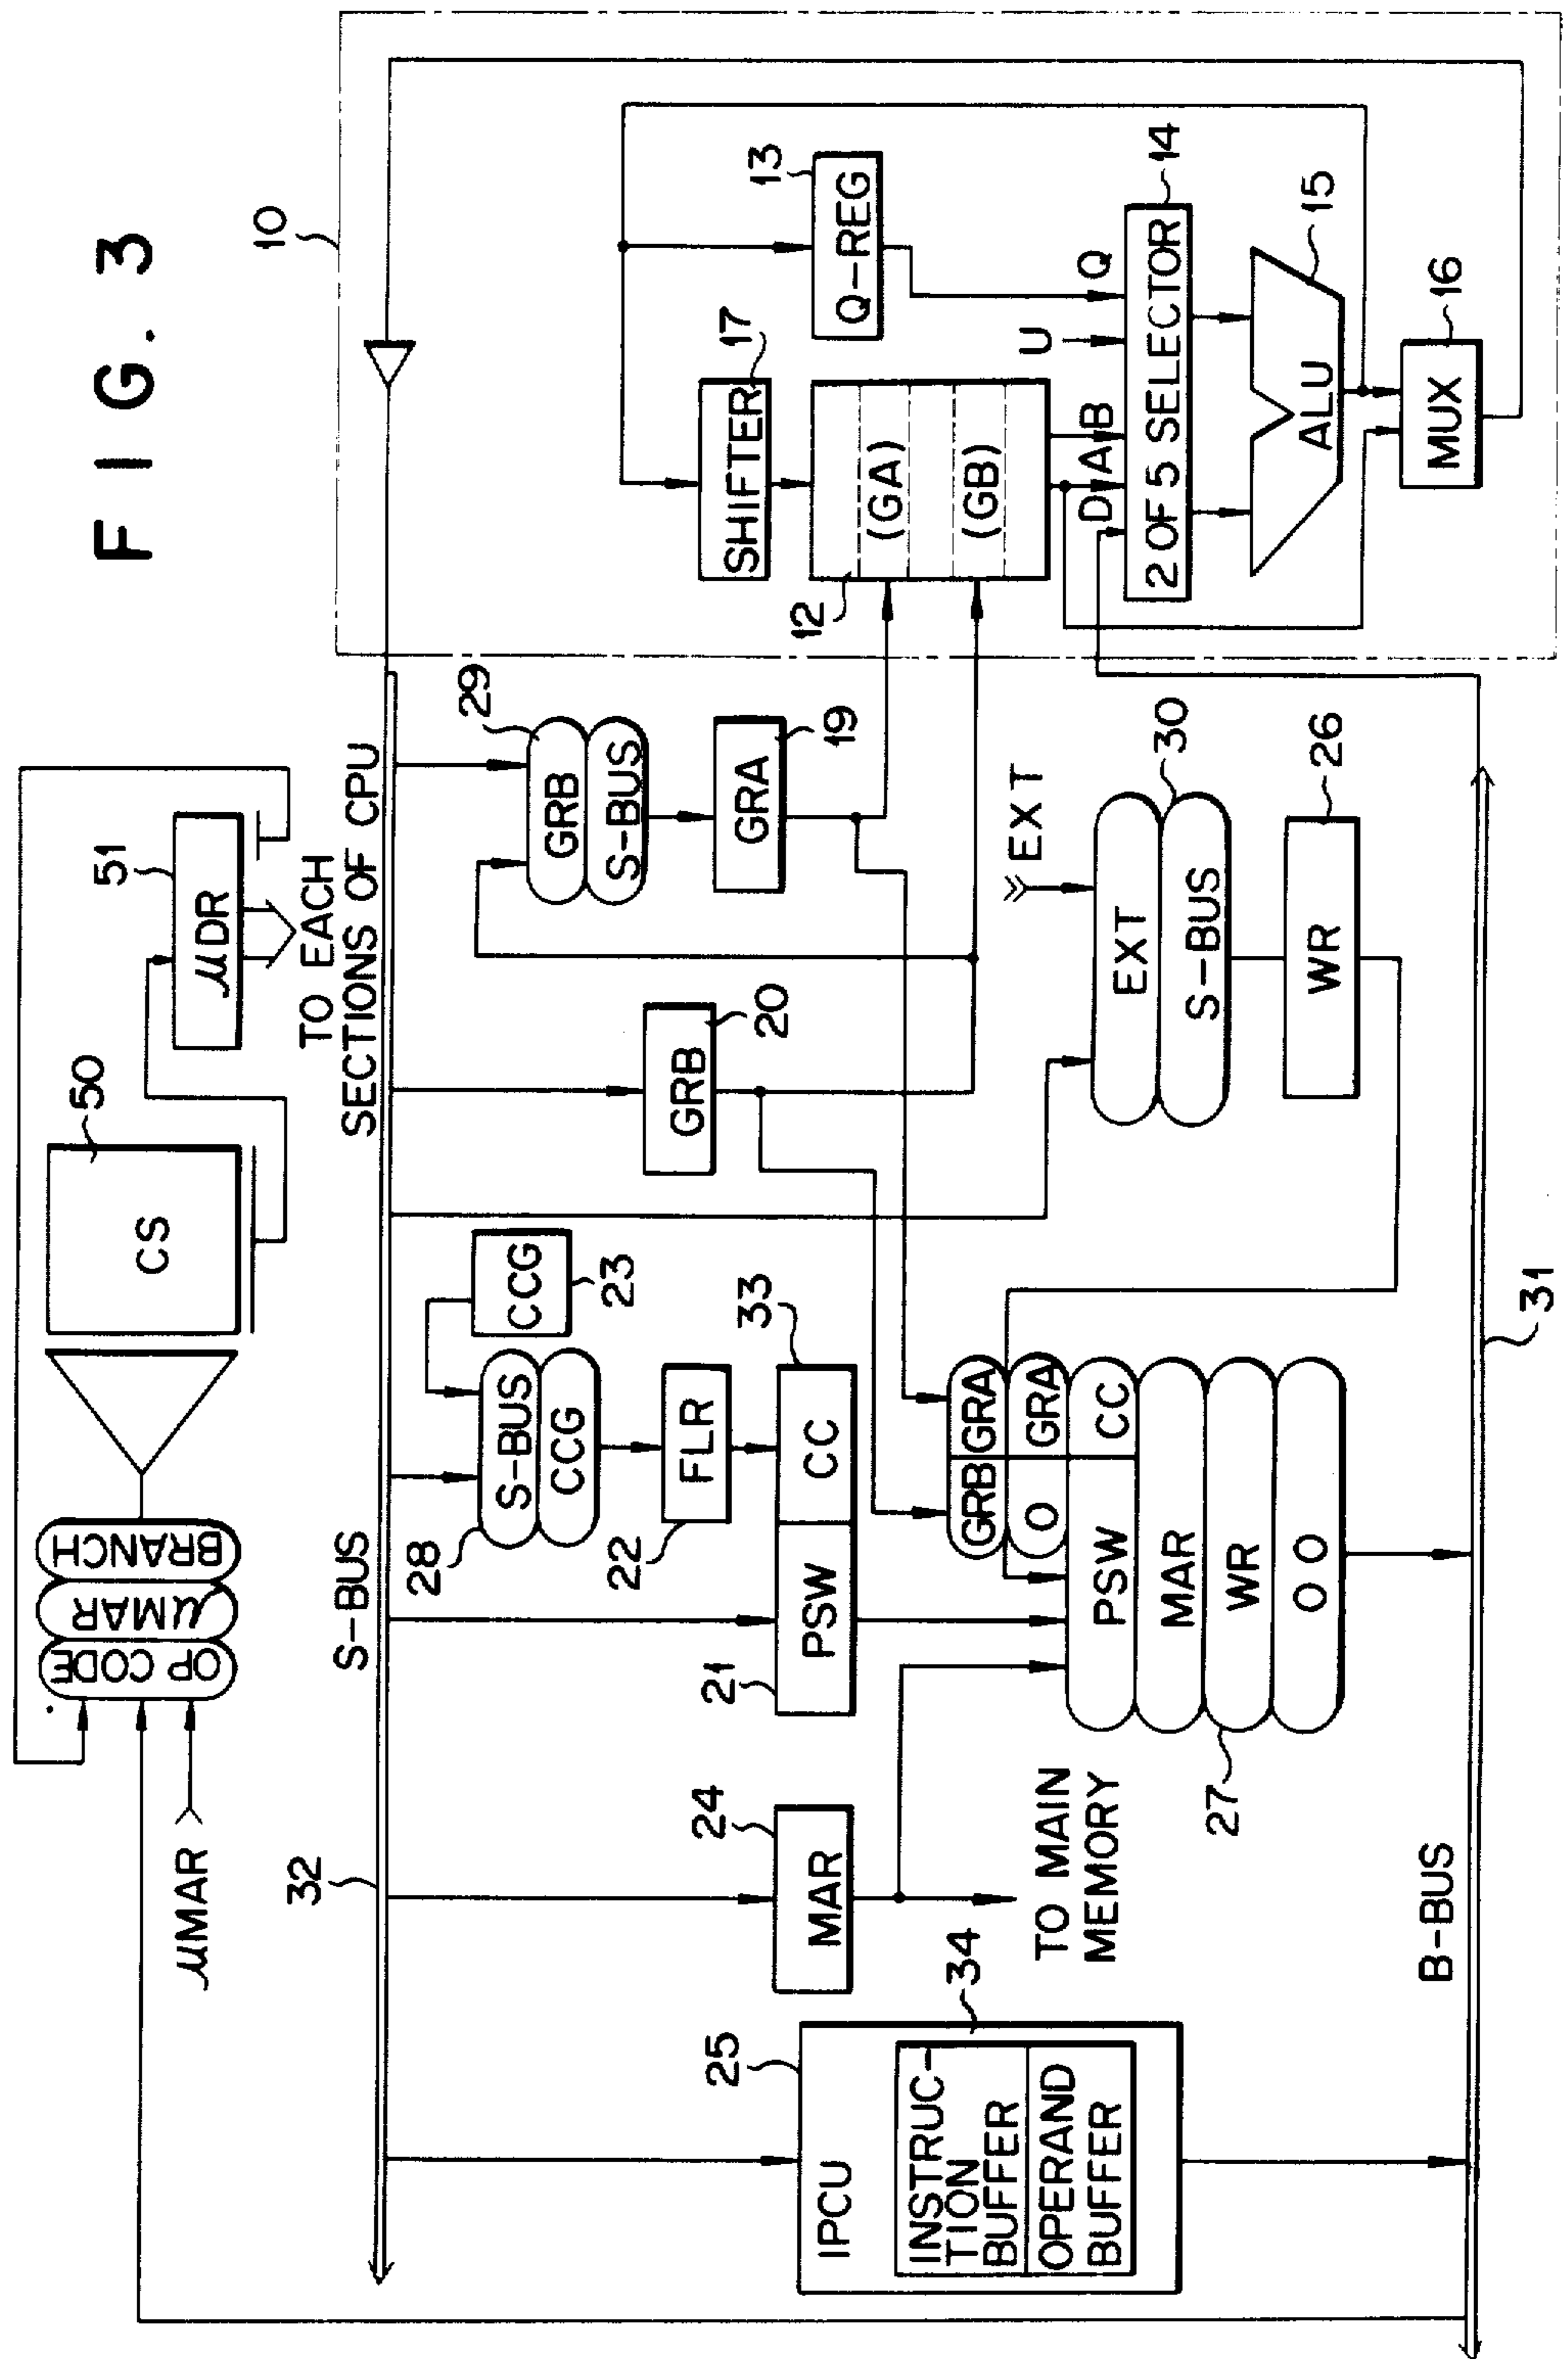 FIG. 3
µMAR
OP CODE
µMAR
BRANCH
CS
50
µDR
51
TO EACH
SECTIONS OF CPU
10
32
S-BUS
28
S-BUS
CCG
CCG
23
22
FLR
21
PSW
CC
33
24
MAR
TO MAIN
MEMORY
25
IPCU
34
INSTRUC-
TION
BUFFER
OPERAND
BUFFER
GRB
20
29
GRB
S-BUS
GRA
19
EXT
EXT
S-BUS
30
WR
26
GRB
GRA
O
GRA
PSW
CC
MAR
WR
O O
27
B-BUS
31
SHIFTER
17
Q-REG
13
12
(GA)
(GB)
D
A
B
U
Q
2 OF 5 SELECTOR
14
ALU
15
MUX
16